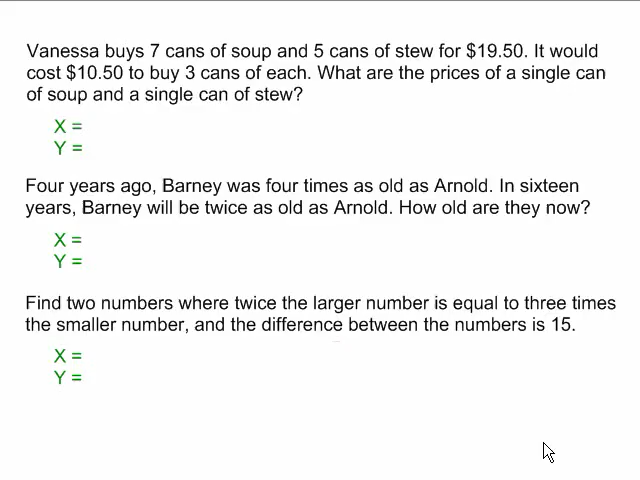 Vanessa buys 7 cans of soup and 5 cans of stew for $19.50. It would
cost $10.50 to buy 3 cans of each. What are the prices of a single can
of soup and a single can of stew?
X =
Y =
Four years ago, Barney was four times as old as Arnold. In sixteen
years, Barney will be twice as old as Arnold. How old are they now?
X =
Y =
Find two numbers where twice the larger number is equal to three times
the smaller number, and the difference between the numbers is 15.
X =
Y =